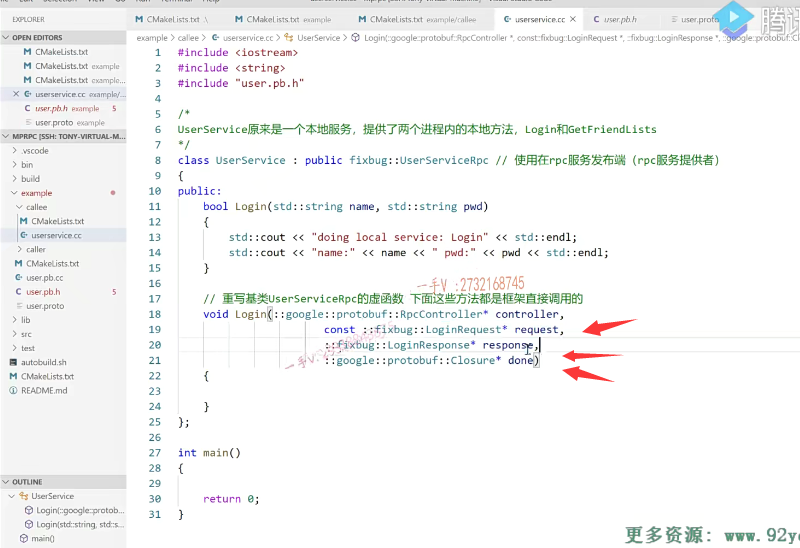 EXPLORER
CMakeLists.txt
CMakeLists.txt example
CMakeLists.txt example/callee
userservice.cc
user.pb.h
example > callee > userservice.cc > UserService > Login(::google::protobuf::RpcController *, const::fixbug::LoginRequest *, ::fixbug::LoginResponse *, ::google::protobuf::
OPEN EDITORS
CMakeLists.txt
CMakeLists.txt example
CMakeLists.txt example...
userservice.cc example/...
user.pb.h example 5
user.proto example
MPRPC [SSH: TONY-VIRTUAL-M...
.vscode
bin
build
example
callee
CMakeLists.txt
userservice.cc
caller
CMakeLists.txt
user.pb.cc
user.pb.h 5
user.proto
lib
src
test
autobuild.sh
CMakeLists.txt
README.md
OUTLINE
UserService
Login(::google::protob...
Login(std::string, std::s...
main()
1 #include <iostream>
2 #include <string>
3 #include "user.pb.h"
4
5 /*
6 UserService原来是一个本地服务，提供了两个进程内的本地方法，Login和GetFriendLists
7 */
8 class UserService : public fixbug::UserServiceRpc // 使用在rpc服务发布端（rpc服务提供者）
9 {
10 public:
11 bool Login(std::string name, std::string pwd)
12 {
13 std::cout << "doing local service: Login" << std::endl;
14 std::cout << "name:" << name << " pwd:" << pwd << std::endl;
15 }
16
一手V :2732168745
17 // 重写基类UserServiceRpc的虚函数 下面这些方法都是框架直接调用的
18 void Login(::google::protobuf::RpcController* controller,
19 const ::fixbug::LoginRequest* request,
20 ::fixbug::LoginResponse* response,
21 ::google::protobuf::Closure* done)
22 {
23
24 }
25 };
26
27 int main()
28 {
29
30 return 0;
31 }
更多资源: www.92y